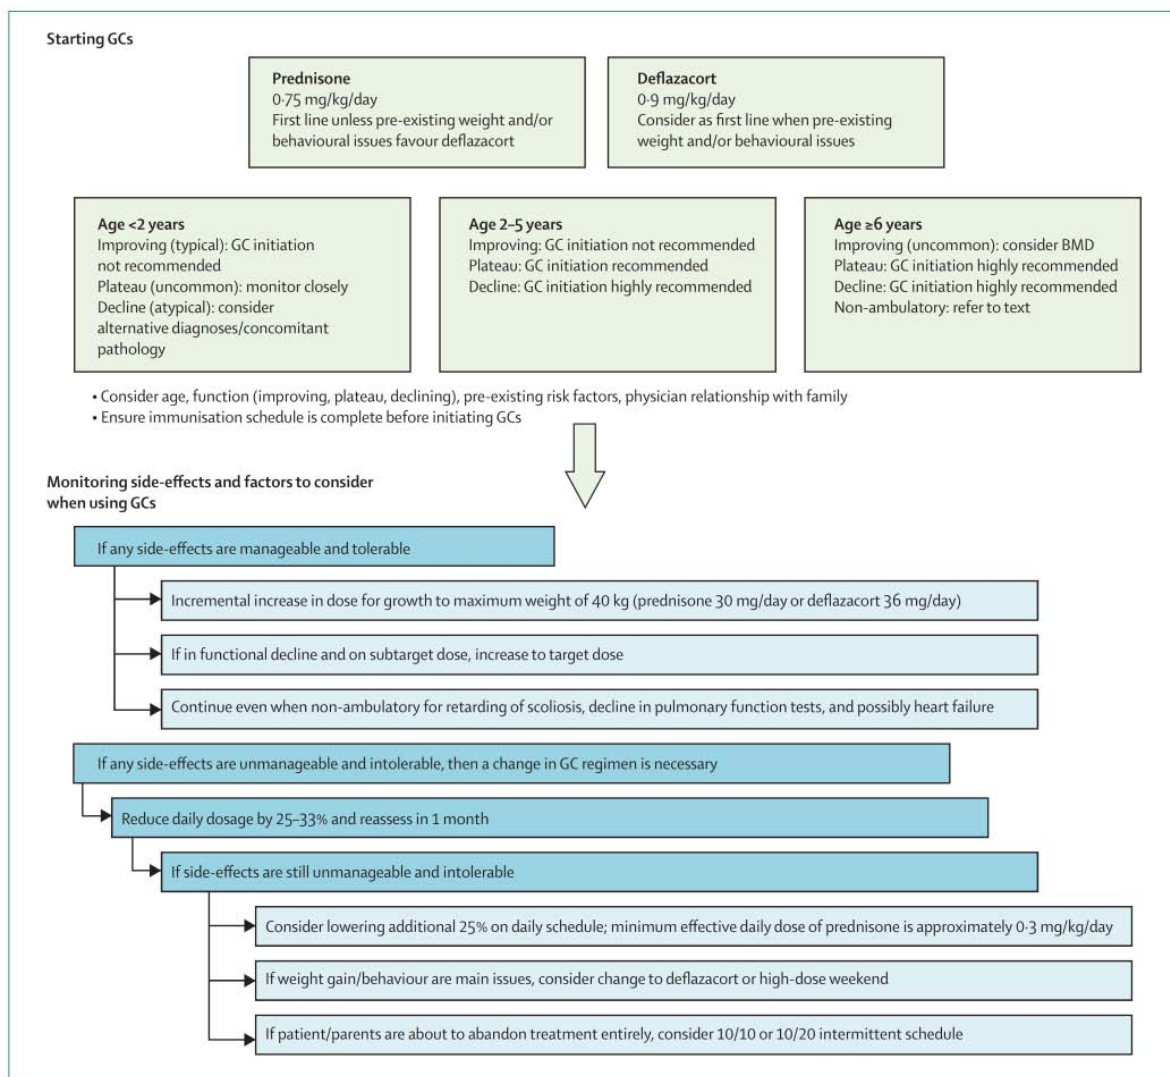 Starting GCs
Prednisone
0·75 mg/kg/day
First line unless pre-existing weight and/or
behavioural issues favour deflazacort
Deflazacort
0·9 mg/kg/day
Consider as first line when pre-existing
weight and/or behavioural issues
Age <2 years
Improving (typical): GC initiation
not recommended
Plateau (uncommon): monitor closely
Decline (atypical): consider
alternative diagnoses/concomitant
pathology
Age 2–5 years
Improving: GC initiation not recommended
Plateau: GC initiation recommended
Decline: GC initiation highly recommended
Age ≥6 years
Improving (uncommon): consider BMD
Plateau: GC initiation highly recommended
Decline: GC initiation highly recommended
Non-ambulatory: refer to text
• Consider age, function (improving, plateau, declining), pre-existing risk factors, physician relationship with family
• Ensure immunisation schedule is complete before initiating GCs
Monitoring side-effects and factors to consider
when using GCs
If any side-effects are manageable and tolerable
Incremental increase in dose for growth to maximum weight of 40 kg (prednisone 30 mg/day or deflazacort 36 mg/day)
If in functional decline and on subtarget dose, increase to target dose
Continue even when non-ambulatory for retarding of scoliosis, decline in pulmonary function tests, and possibly heart failure
If any side-effects are unmanageable and intolerable, then a change in GC regimen is necessary
Reduce daily dosage by 25–33% and reassess in 1 month
If side-effects are still unmanageable and intolerable
Consider lowering additional 25% on daily schedule; minimum effective daily dose of prednisone is approximately 0·3 mg/kg/day
If weight gain/behaviour are main issues, consider change to deflazacort or high-dose weekend
If patient/parents are about to abandon treatment entirely, consider 10/10 or 10/20 intermittent schedule